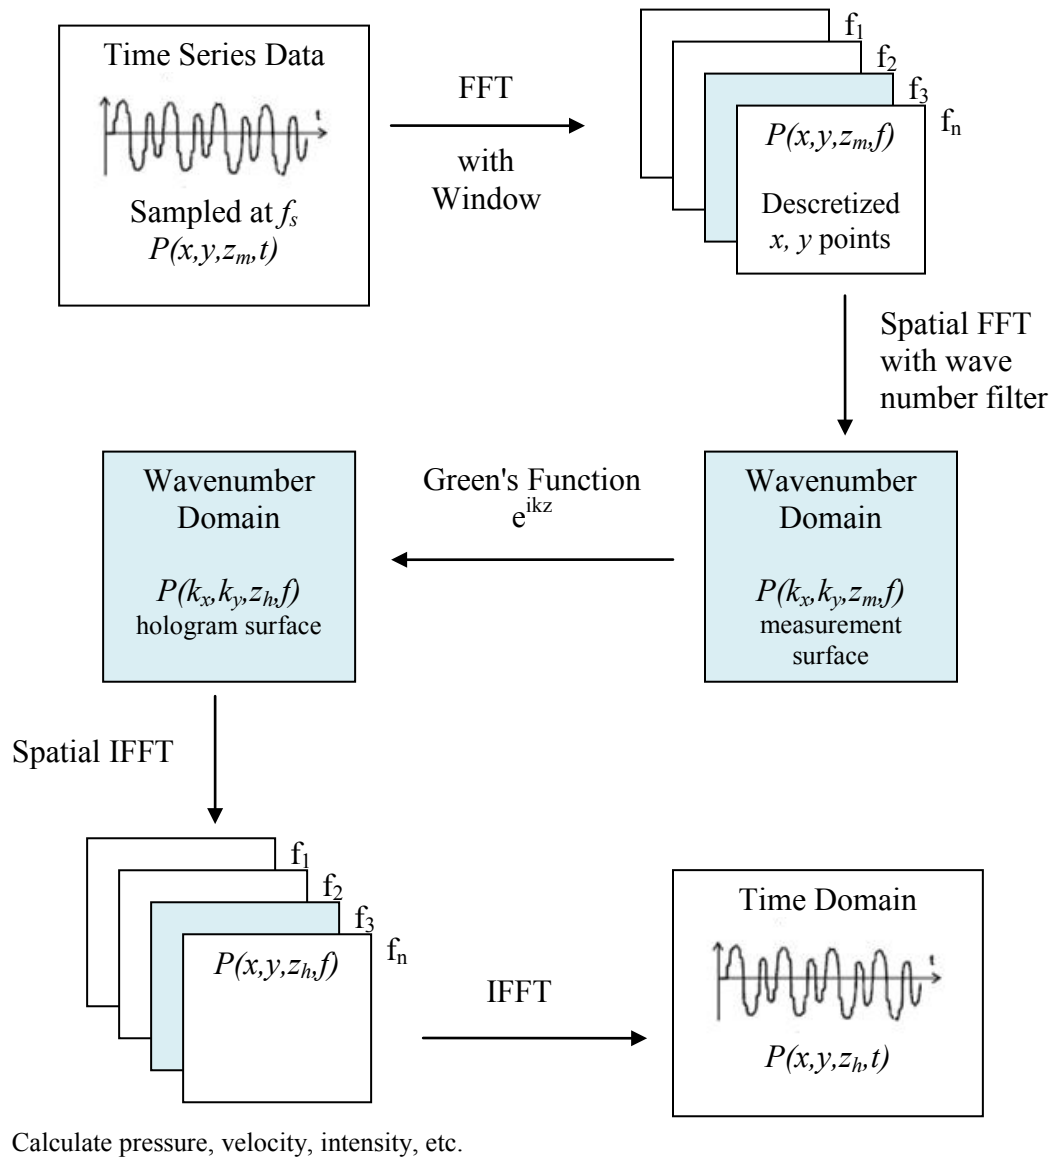 Time Series Data
t
Sampled at fₛ
P(x,y,zₘ,t)
FFT
with
Window
f₁
f₂
f₃
fₙ
P(x,y,zₘ,f)
Descretized
x, y points
Spatial FFT
with wave
number filter
Wavenumber
Domain
P(kₓ,k_y,zₘ,f)
measurement
surface
Green's Function
eⁱᵏᶻ
Wavenumber
Domain
P(kₓ,k_y,zₕ,f)
hologram surface
Spatial IFFT
f₁
f₂
f₃
fₙ
P(x,y,zₕ,f)
IFFT
Time Domain
t
P(x,y,zₕ,t)
Calculate pressure, velocity, intensity, etc.